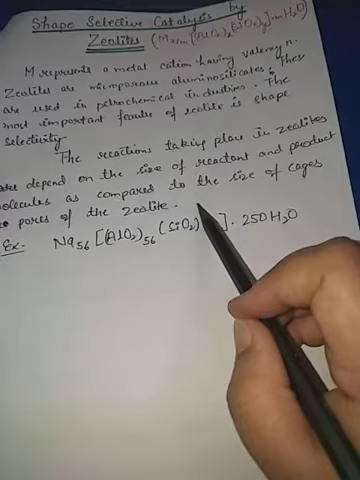 Shape Selective Catalysis by
Zeolites (Mx/n [(AlO2)x (SiO2)y] . mH2O)
M represents a metal cation having valency n.
Zeolites are microporous aluminosilicates. They
are used in petrochemical industries. The
most important feature of zeolite is shape
selectivity
The reactions taking place in zeolites
depend on the size of reactant and product
molecules as compared to the size of cages
pores of the zeolite.
Ex. Na56 [(AlO2)56 (SiO2) ] . 250 H2O